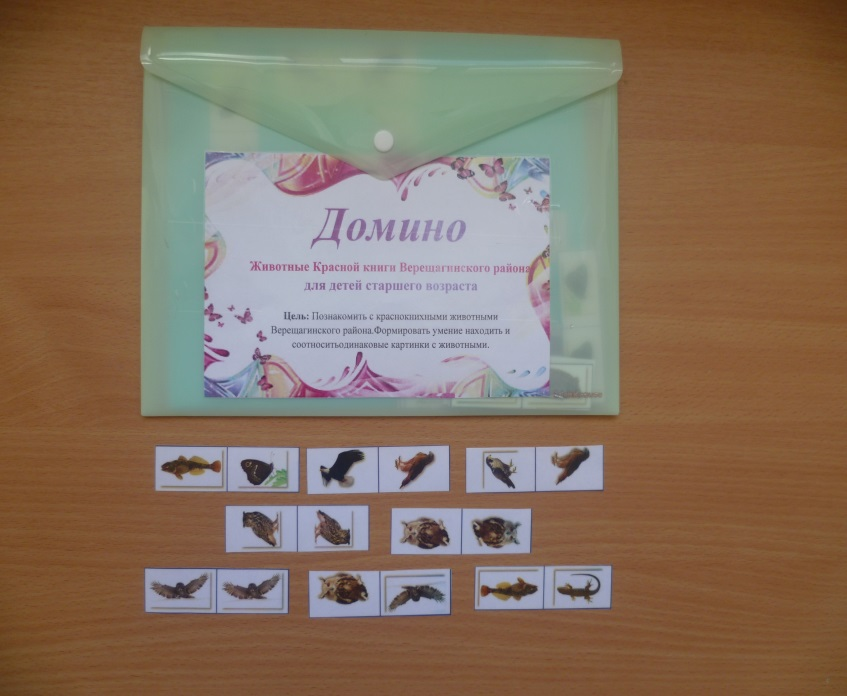 Домино
Животные Красной книги Верещагинского района
для детей старшего возраста
Цель: Познакомить с краснокнихными животными
Верещагинского района.Формировать умение находить и
соотноситьодинаковые картинки с животными.